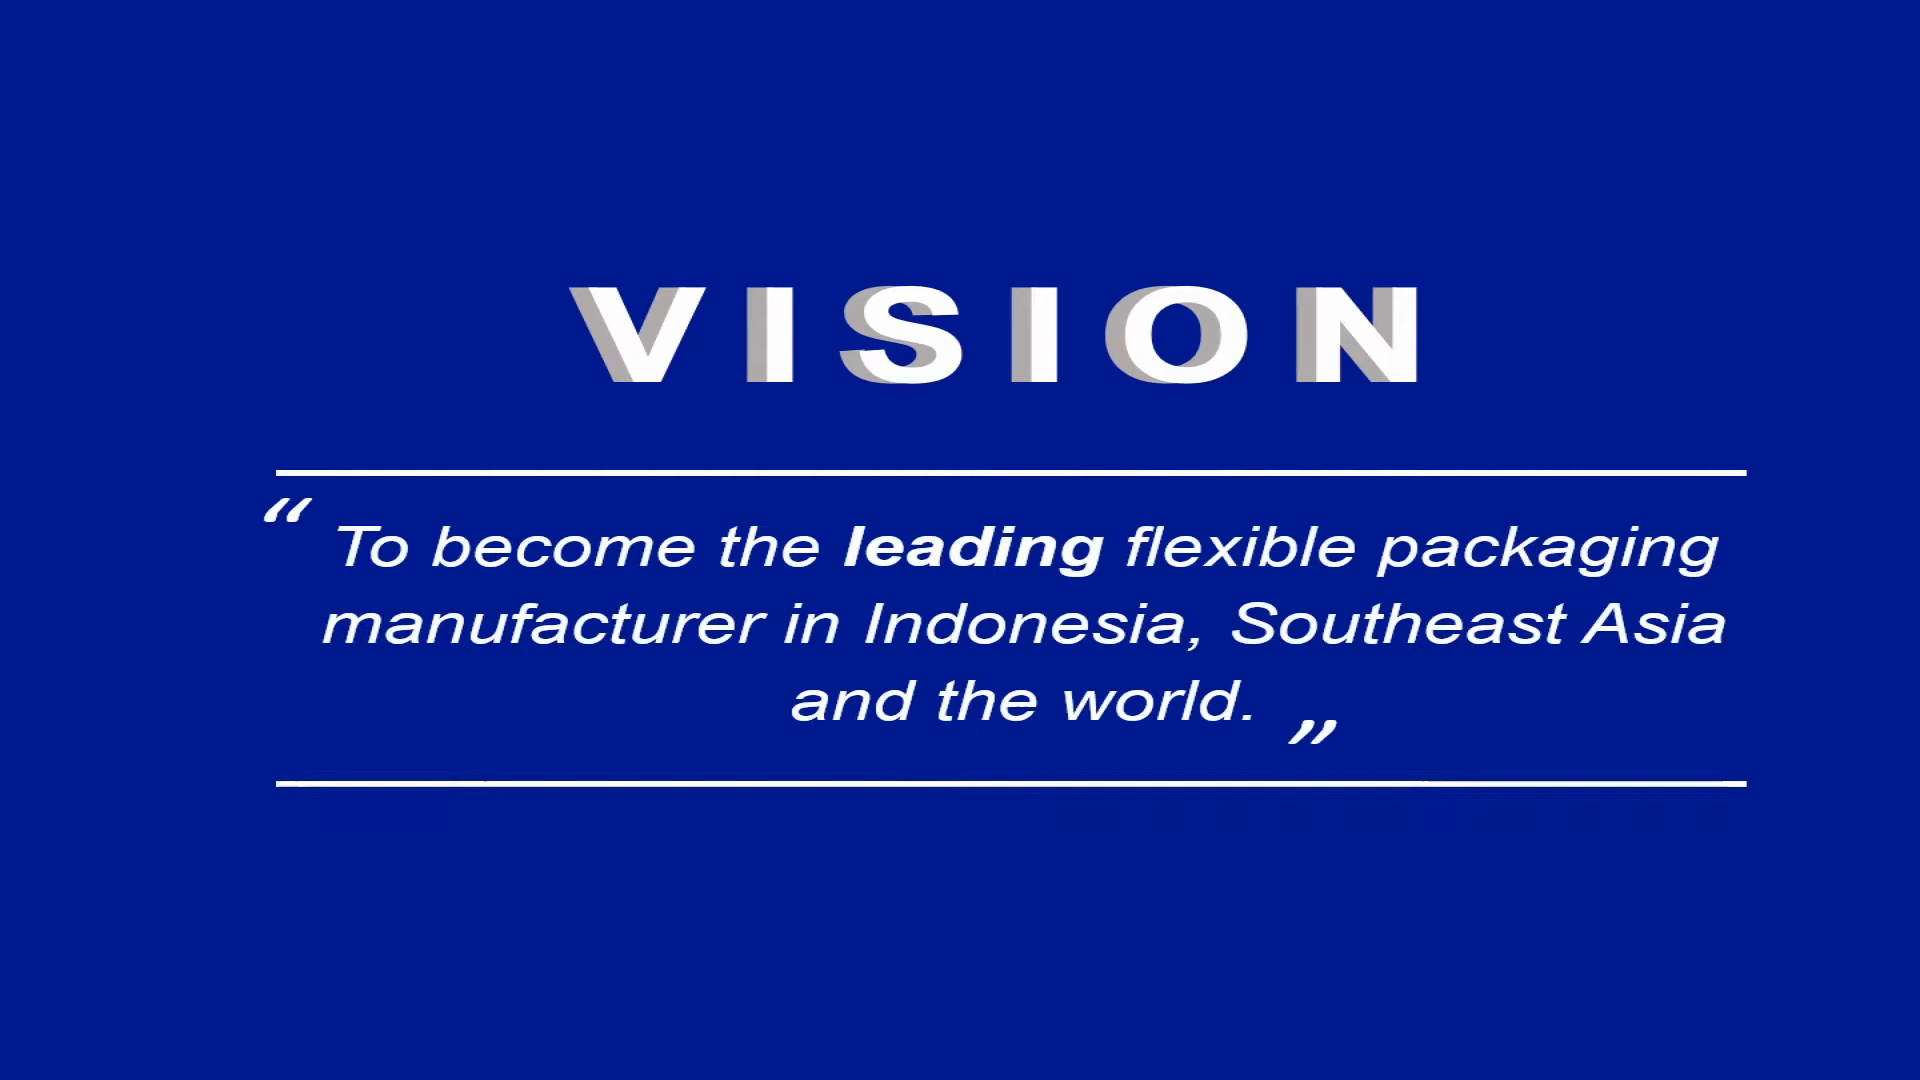 VISION
“ To become the leading flexible packaging
manufacturer in Indonesia, Southeast Asia
and the world. ”